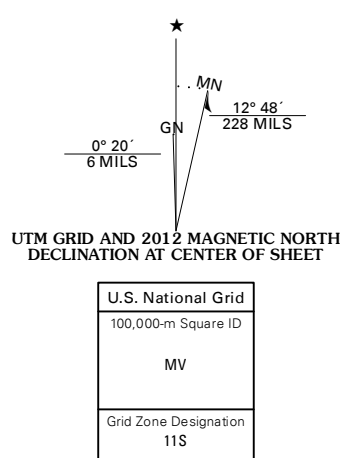 ★
MN
12° 48´
228 MILS
GN
0° 20´
6 MILS
UTM GRID AND 2012 MAGNETIC NORTH
DECLINATION AT CENTER OF SHEET
U.S. National Grid
100,000-m Square ID
MV
Grid Zone Designation
11S